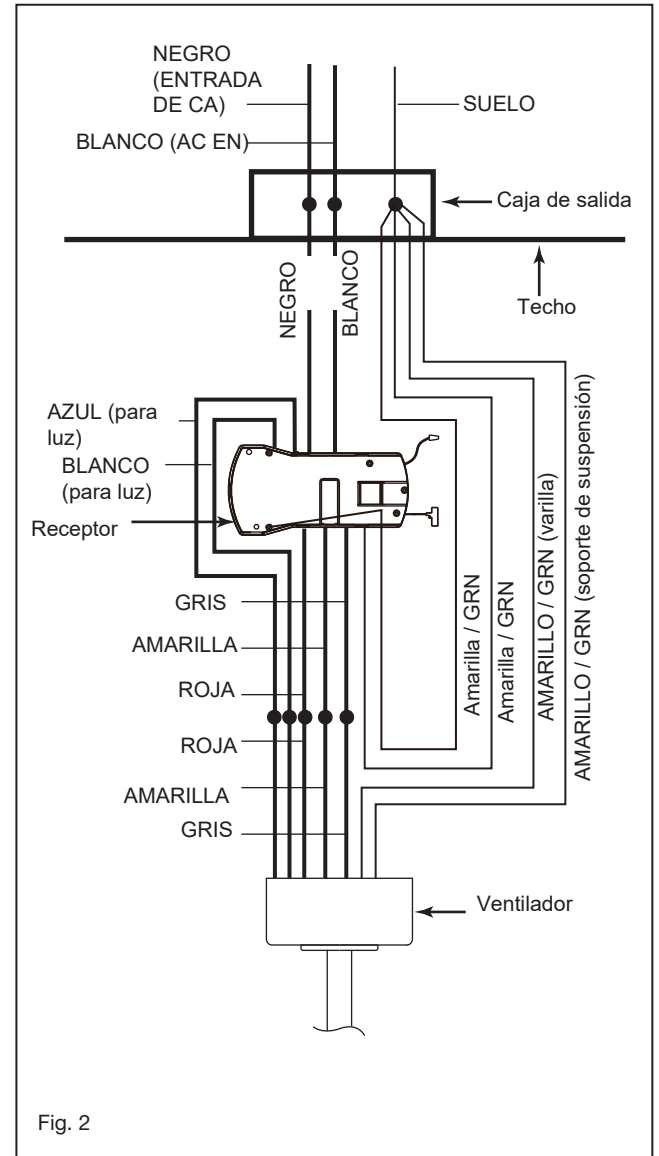 NEGRO
(ENTRADA
DE CA)
SUELO
BLANCO (AC EN)
Caja de salida
Techo
NEGRO
BLANCO
AZUL (para
luz)
BLANCO
(para luz)
Receptor
GRIS
AMARILLA
ROJA
ROJA
AMARILLA
GRIS
Amarilla / GRN
Amarilla / GRN
AMARILLO / GRN (varilla)
AMARILLO / GRN (soporte de suspensión)
Ventilador
Fig. 2